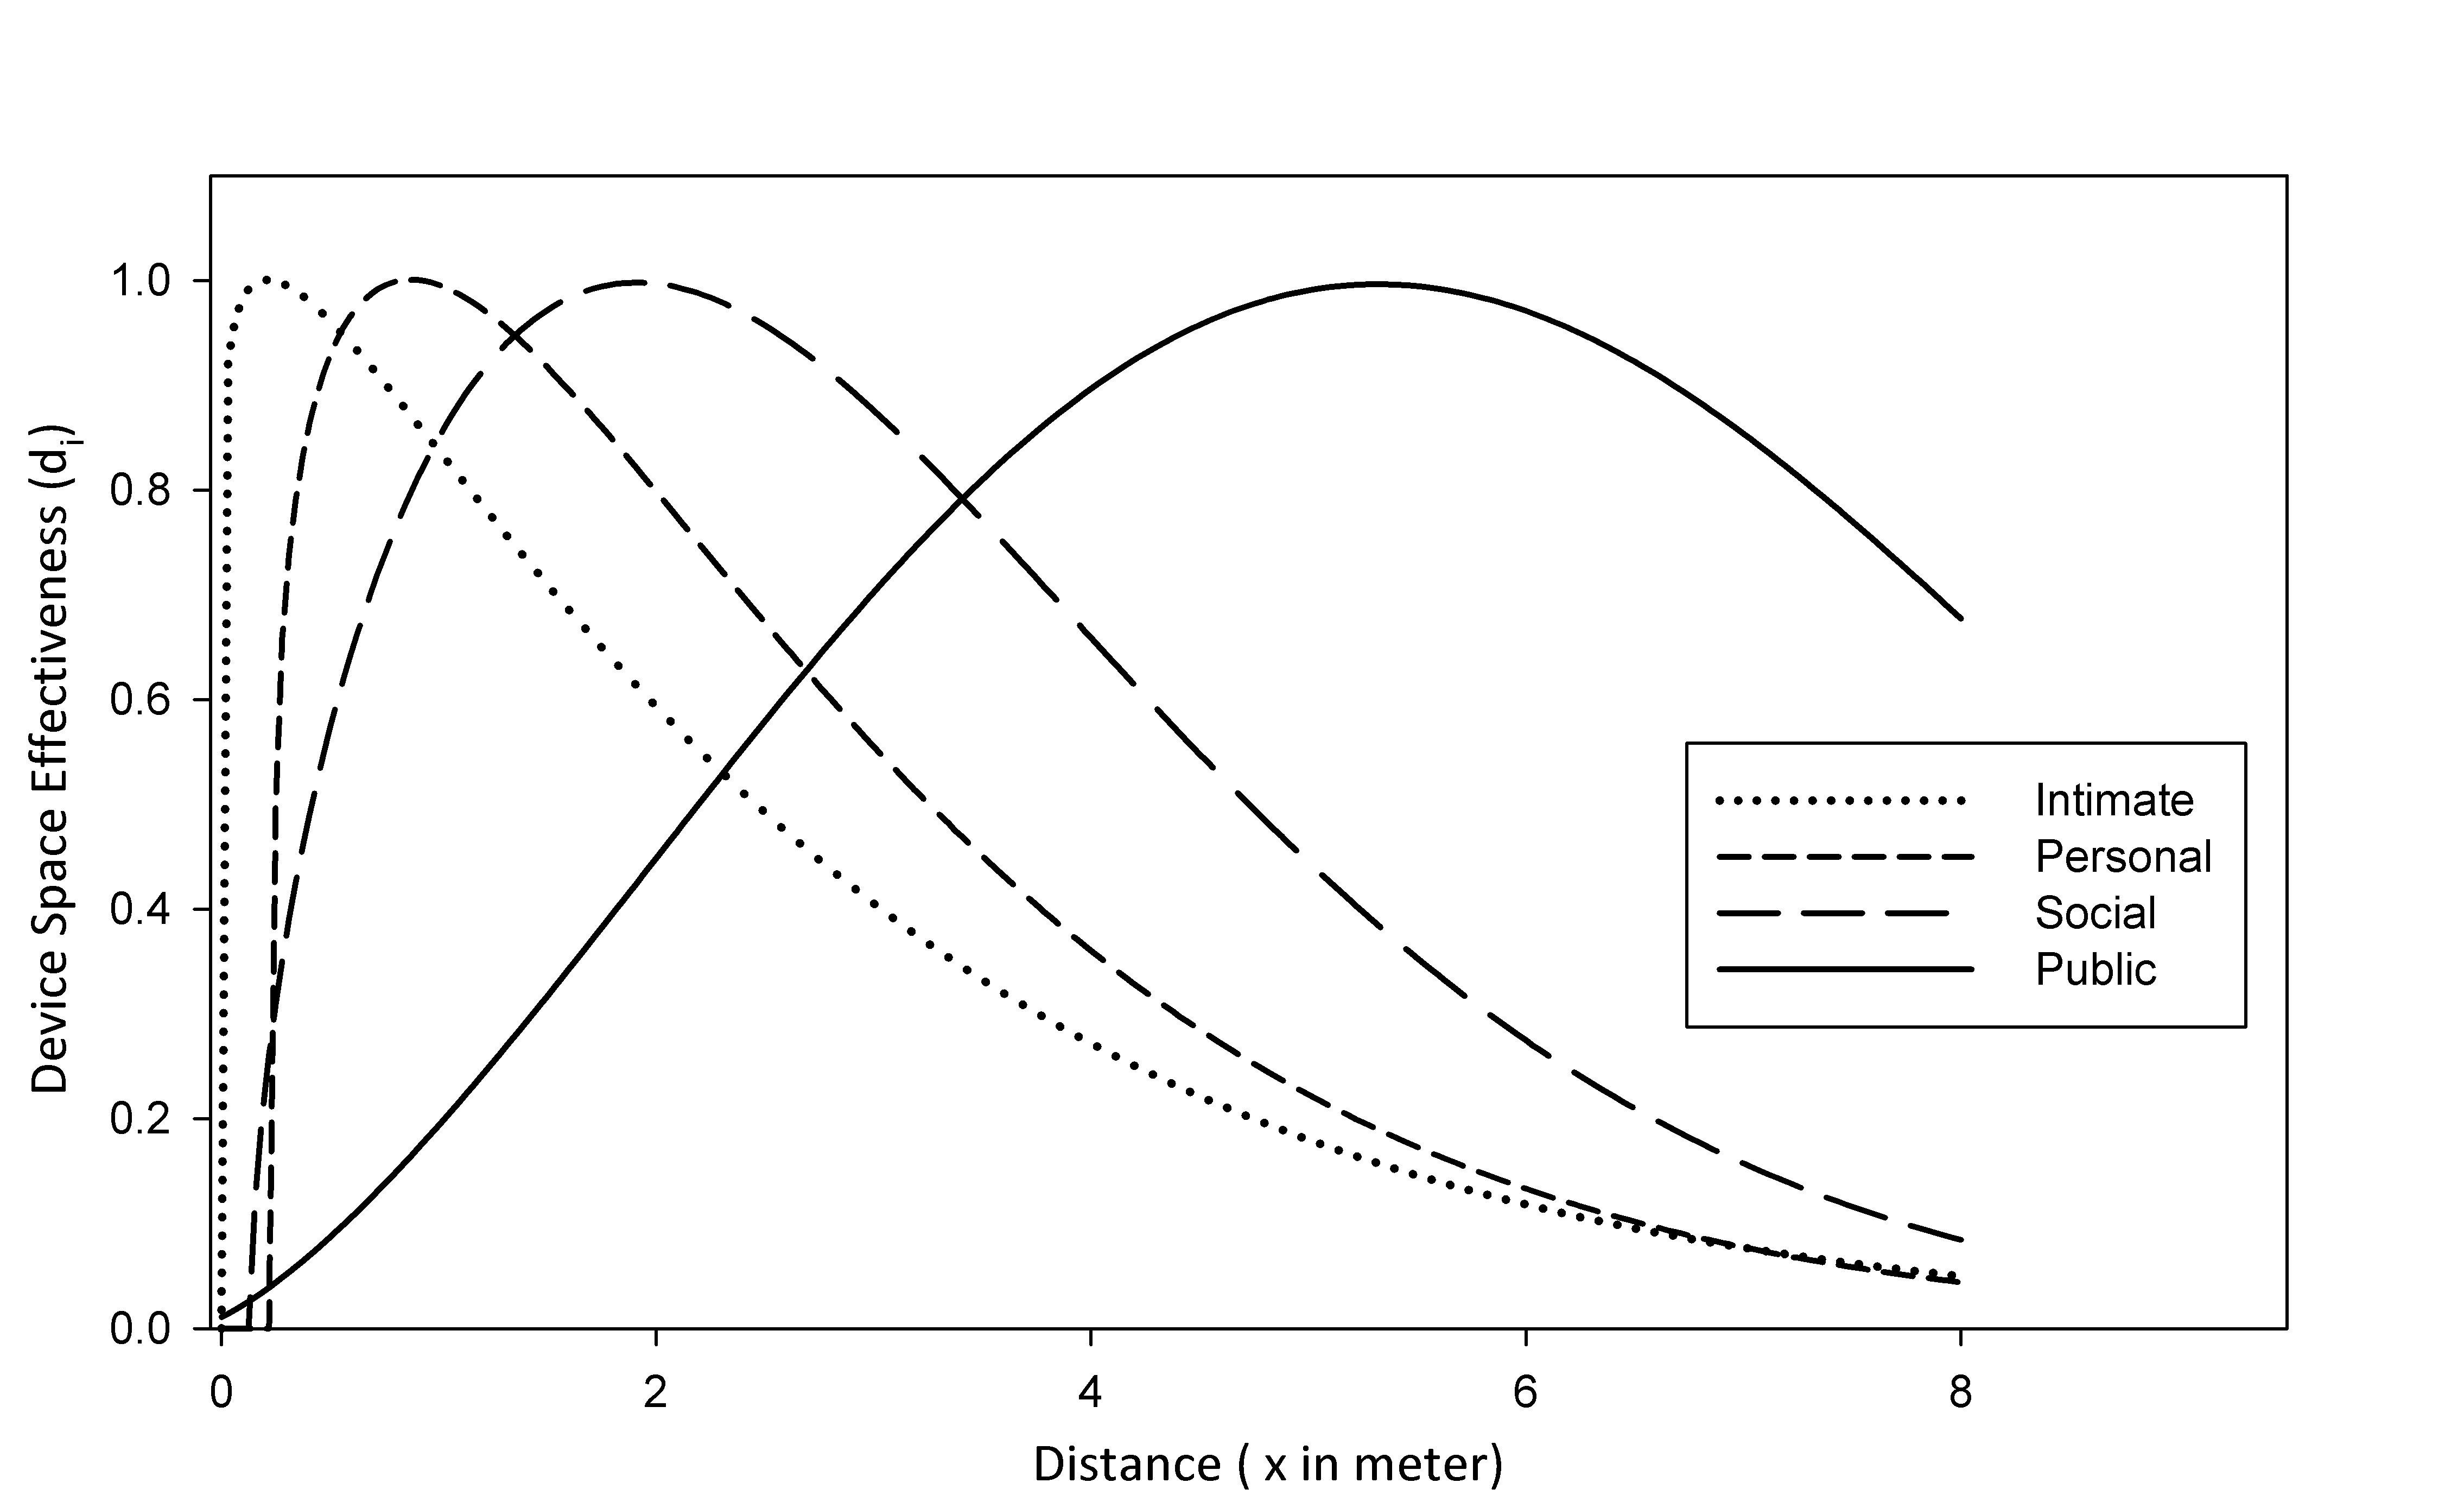 Device Space Effectiveness (di)
1.0
0.8
0.6
0.4
0.2
0.0
Intimate
Personal
Social
Public
0 2 4 6 8
Distance ( x in meter)